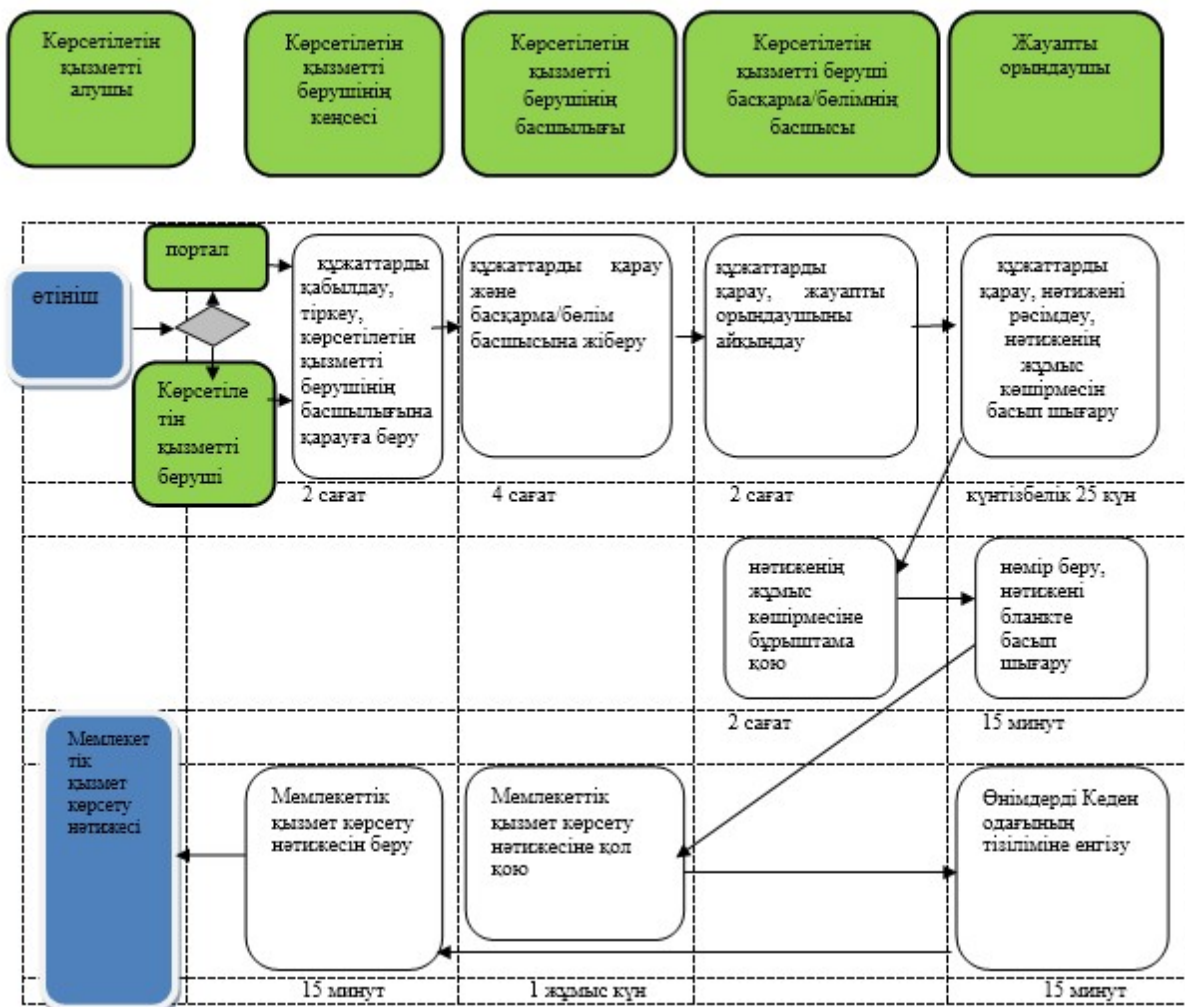 Көрсетілетін
қызметті
алушы
Көрсетілетін
қызметті
берушінің
кеңсесі
Көрсетілетін
қызметті
берушінің
басшылығы
Көрсетілетін
қызметті беруші
басқарма/бөлімнің
басшысы
Жауапты
орындаушы
өтініш
портал
Көрсетіле
тін
қызметті
беруші
құжаттарды
қабылдау,
тіркеу,
көрсетілетін
қызметті
берушінің
басшылығына
қарауға беру
құжаттарды қарау
және
басқарма/бөлім
басшысына жіберу
құжаттарды
қарау, жауапты
орындаушыны
айқындау
құжаттарды
қарау, нәтижені
рәсімдеу,
нәтиженің
жұмыс
көшірмесін
басып шығару
2 сағат
4 сағат
2 сағат
күнтізбелік 25 күн
нәтиженің
жұмыс
көшірмесіне
бұрыштама
қою
нөмір беру,
нәтижені
бланкте
басып
шығару
2 сағат
15 минут
Мемлекет
тік
қызмет
көрсету
нәтижесі
Мемлекеттік
қызмет көрсету
нәтижесін беру
Мемлекеттік
қызмет көрсету
нәтижесіне қол
қою
Өнімдерді Кеден
одағының
тізіліміне енгізу
15 минут
1 жұмыс күн
15 минут